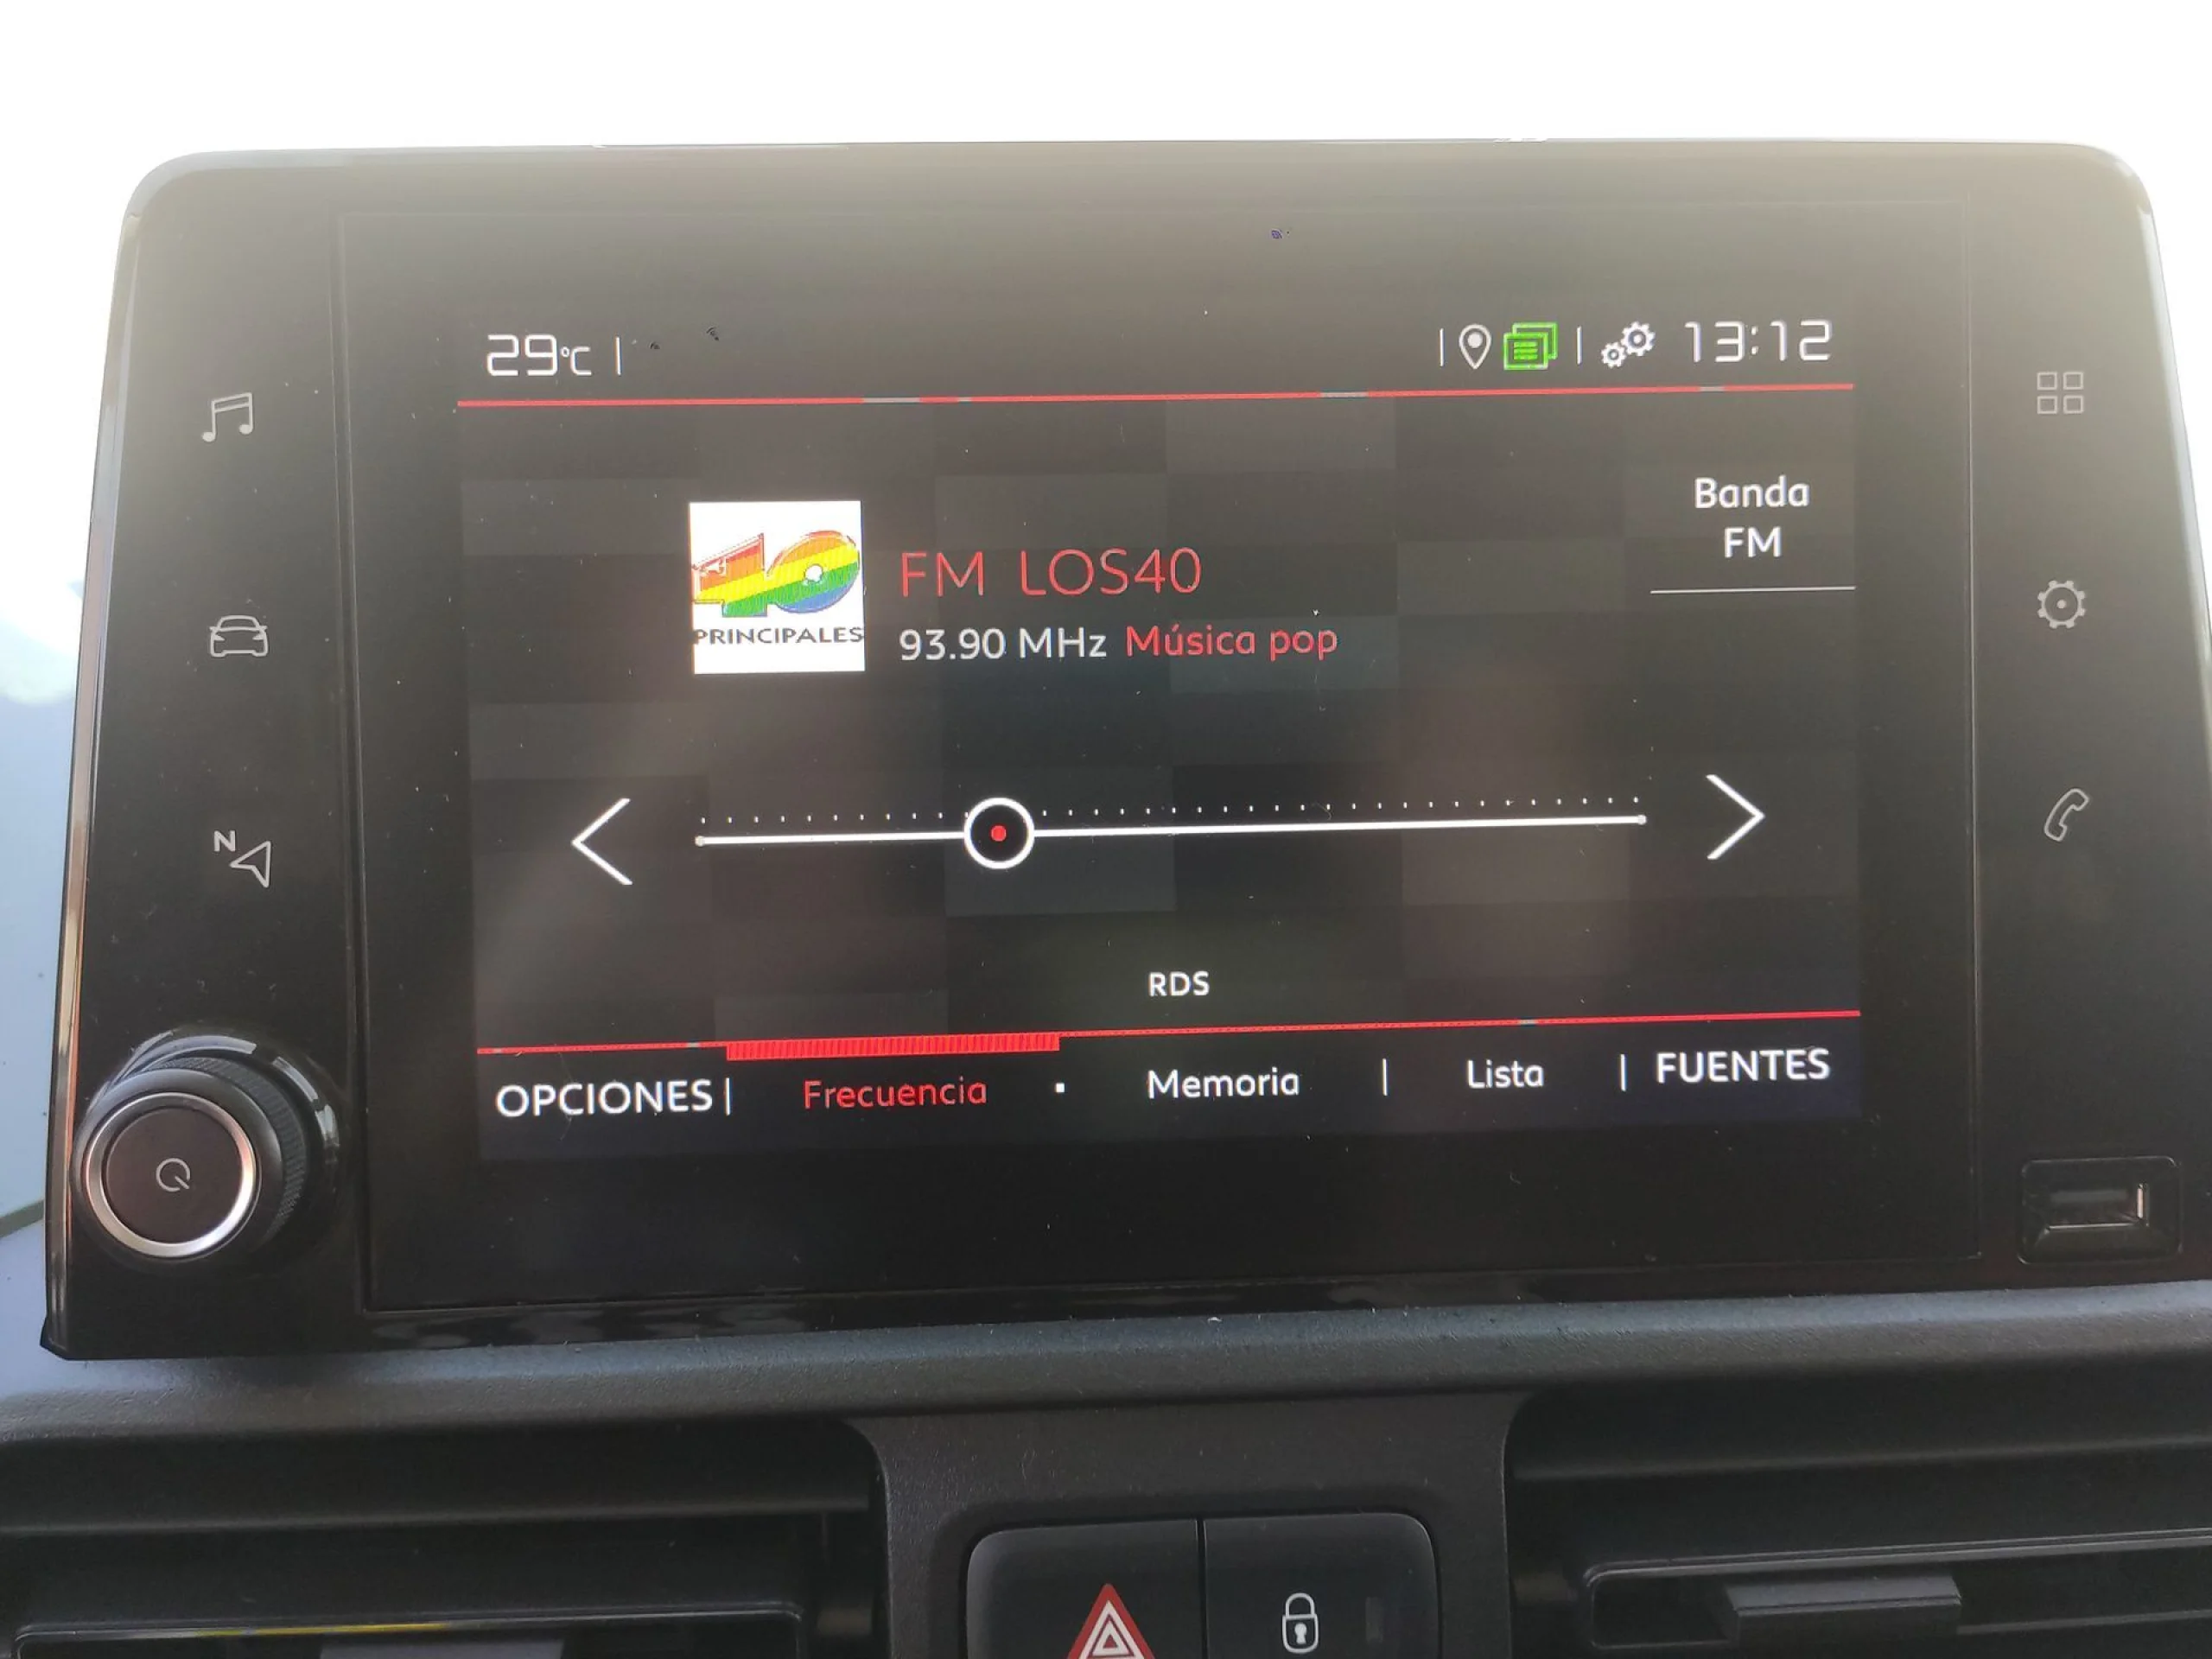 29°C
13:12
Banda
FM
40
PRINCIPALES
FM LOS40
93.90 MHz Música pop
N
RDS
OPCIONES | Frecuencia · Memoria | Lista | FUENTES